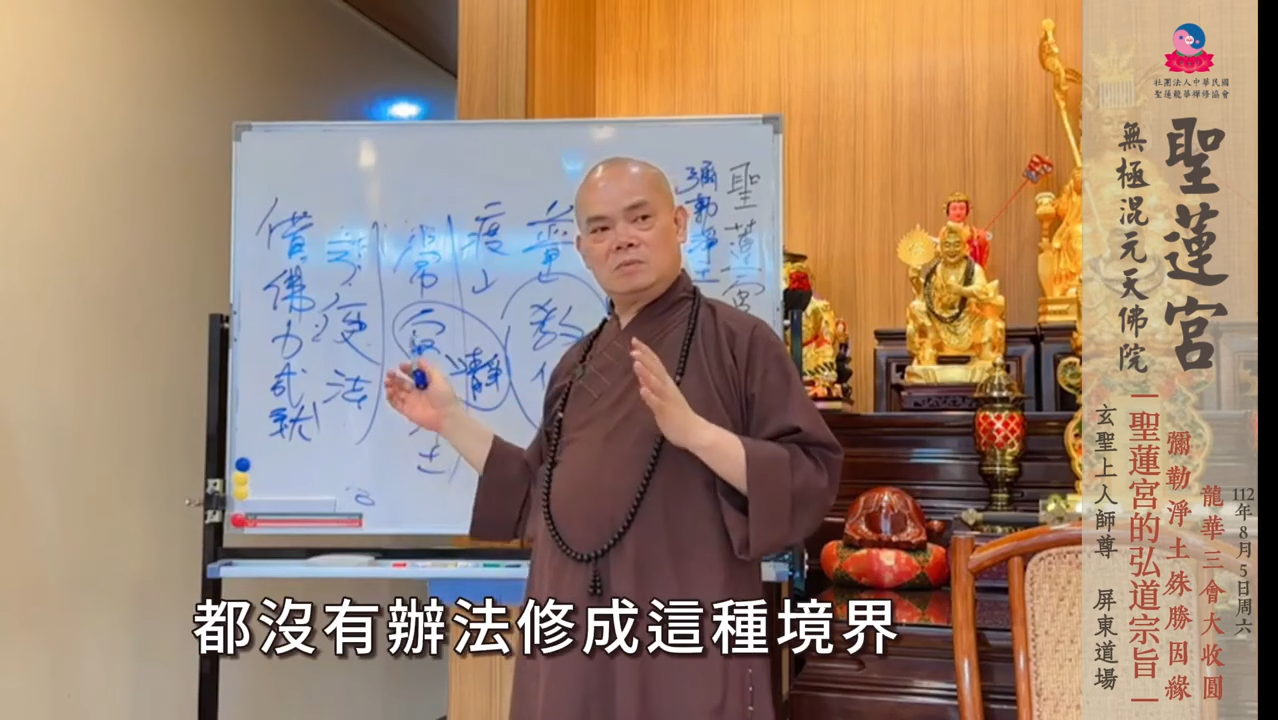 社團法人中華民國
聖蓮龍華禪修協會
聖蓮宮
無極混元天佛院
龍華三會大收圓
彌勒淨土殊勝因緣
聖蓮宮的弘道宗旨
玄聖上人師尊 屏東道場
112年8月5日周六
聖蓮宮
彌勒淨土
普 教
度
常寂 土
靜
方便法
借佛力成就
都沒有辦法修成這種境界